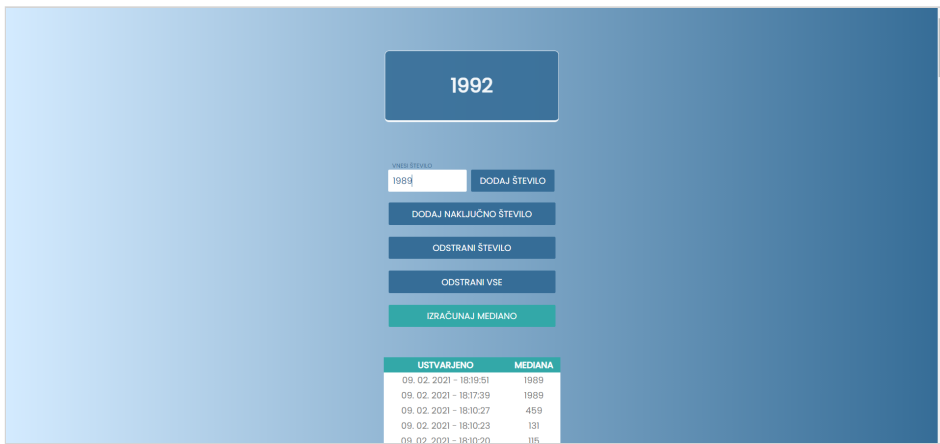 1992
VNESI ŠTEVILO
1989 DODAJ ŠTEVILO
DODAJ NAKLJUČNO ŠTEVILO
ODSTRANI ŠTEVILO
ODSTRANI VSE
IZRAČUNAJ MEDIANO
USTVARJENO MEDIANA
09. 02. 2021 - 18:19:51 1989
09. 02. 2021 - 18:17:39 1989
09. 02. 2021 - 18:10:27 459
09. 02. 2021 - 18:10:23 131
09. 02. 2021 - 18:10:20 115